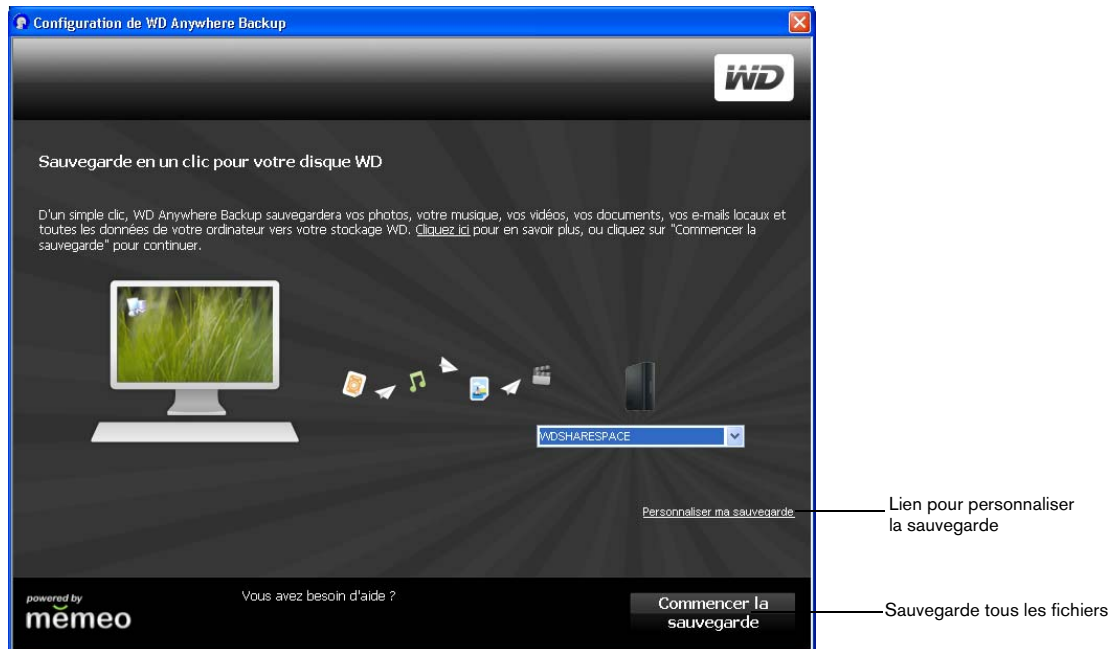 Configuration de WD Anywhere Backup
WD
Sauvegarde en un clic pour votre disque WD
D'un simple clic, WD Anywhere Backup sauvegardera vos photos, votre musique, vos vidéos, vos documents, vos e-mails locaux et
toutes les données de votre ordinateur vers votre stockage WD. Cliquez ici pour en savoir plus, ou cliquez sur "Commencer la
sauvegarde" pour continuer.
WDSHARESPACE
Personnaliser ma sauvegarde
Lien pour personnaliser
la sauvegarde
powered by
memeo
Vous avez besoin d'aide ?
Commencer la
sauvegarde
Sauvegarde tous les fichiers